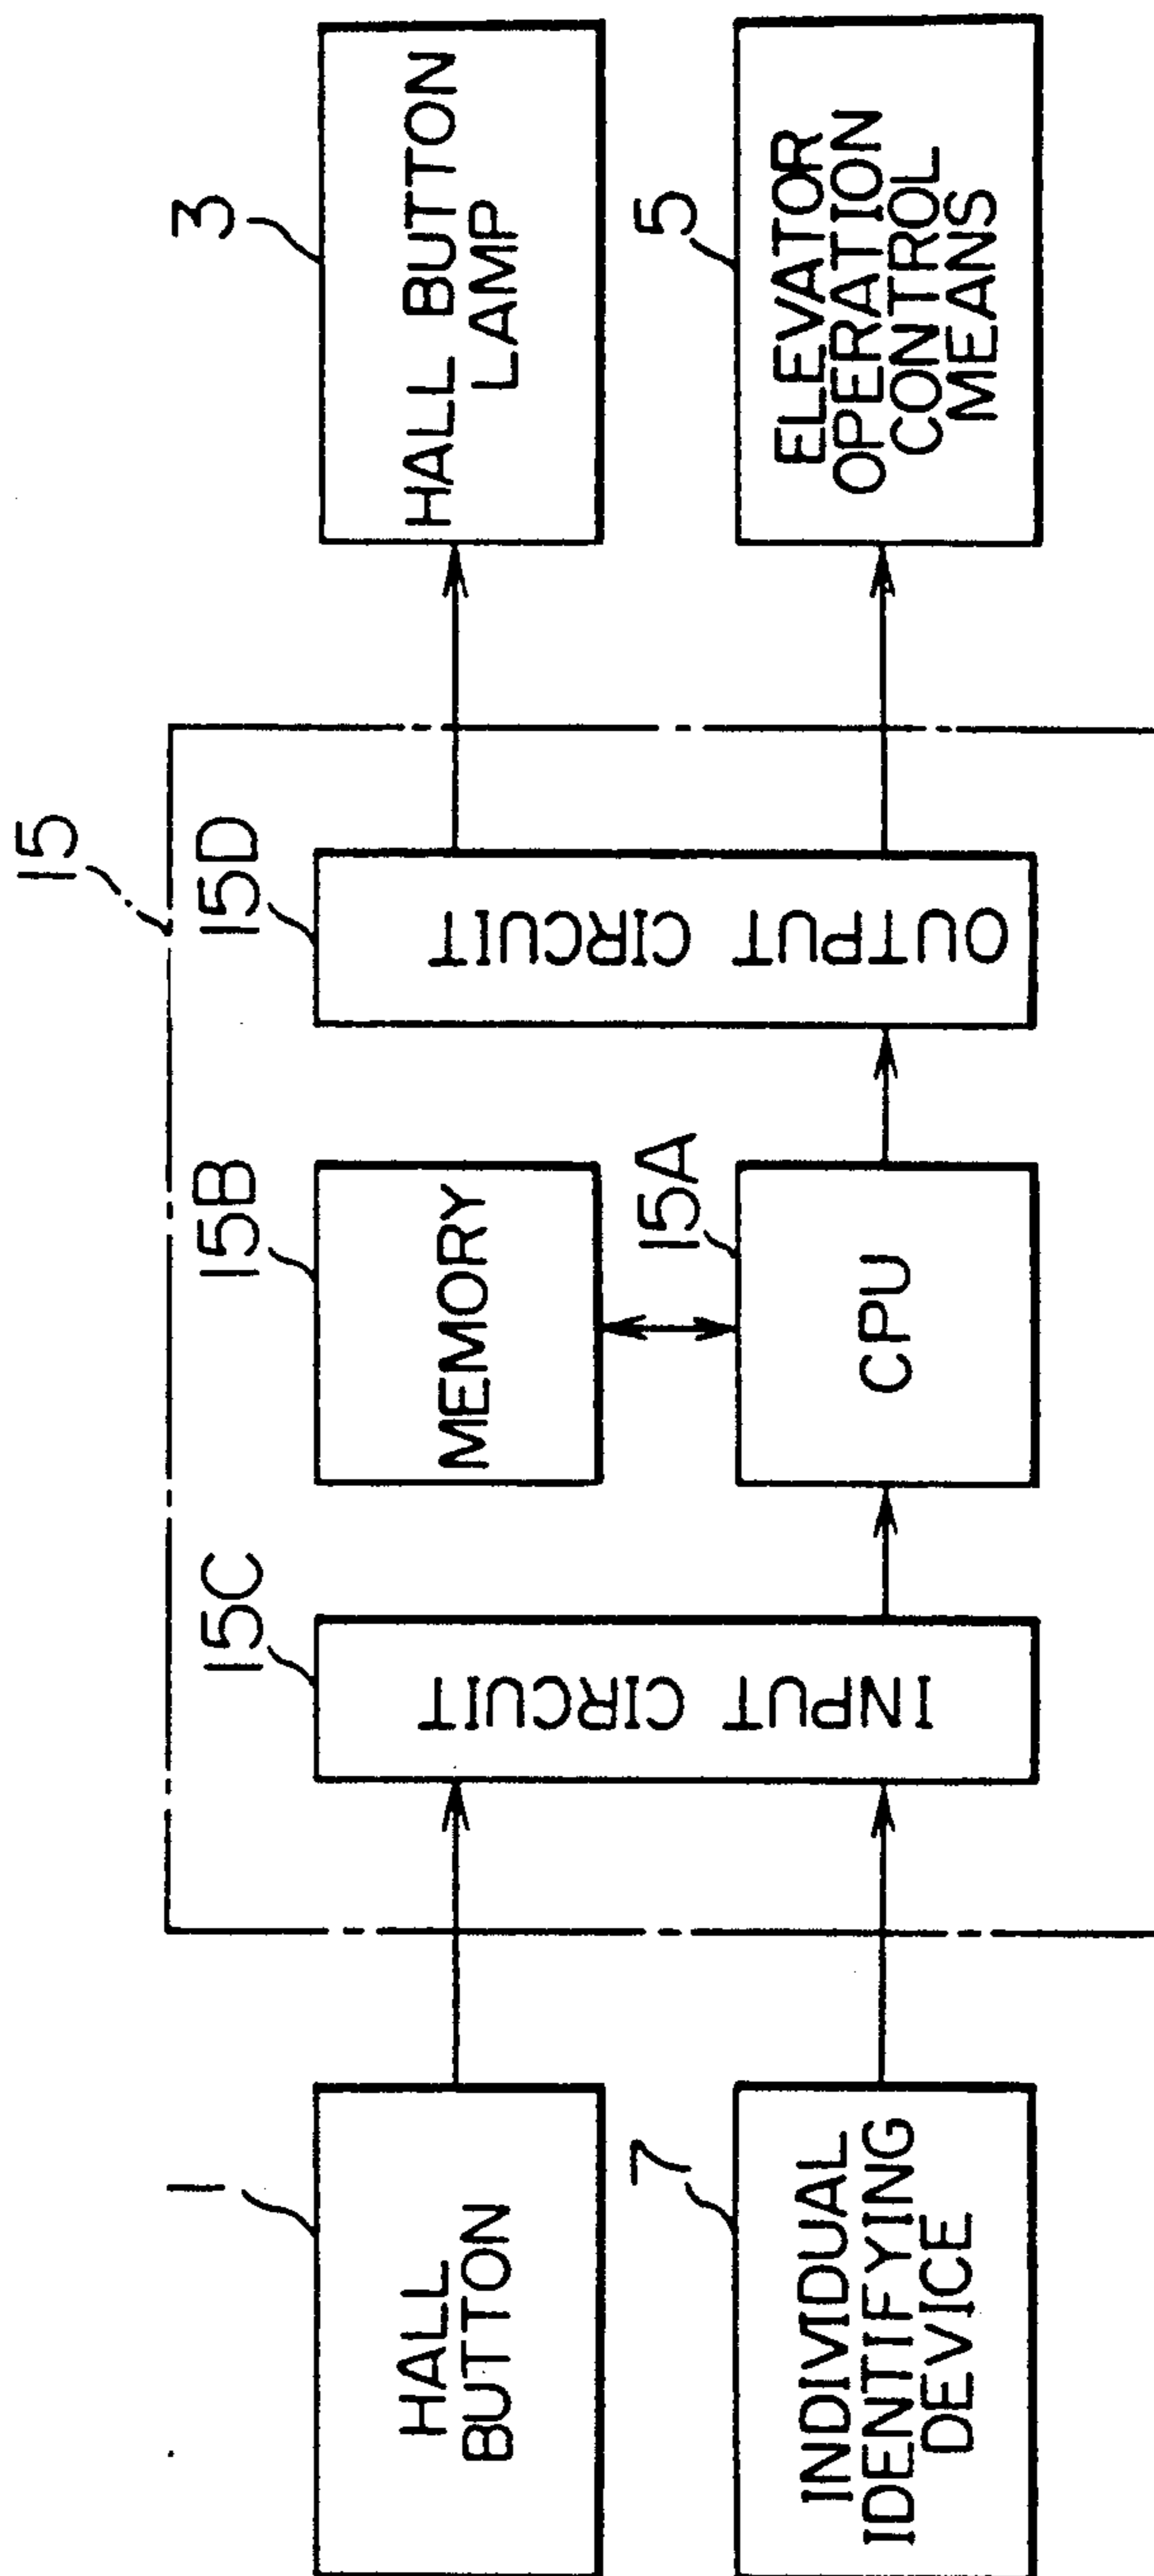 1
HALL
BUTTON
7
INDIVIDUAL
IDENTIFYING
DEVICE
15
15C
INPUT CIRCUIT
15B
MEMORY
15A
CPU
15D
OUTPUT CIRCUIT
3
HALL BUTTON
LAMP
5
ELEVATOR
OPERATION
CONTROL
MEANS